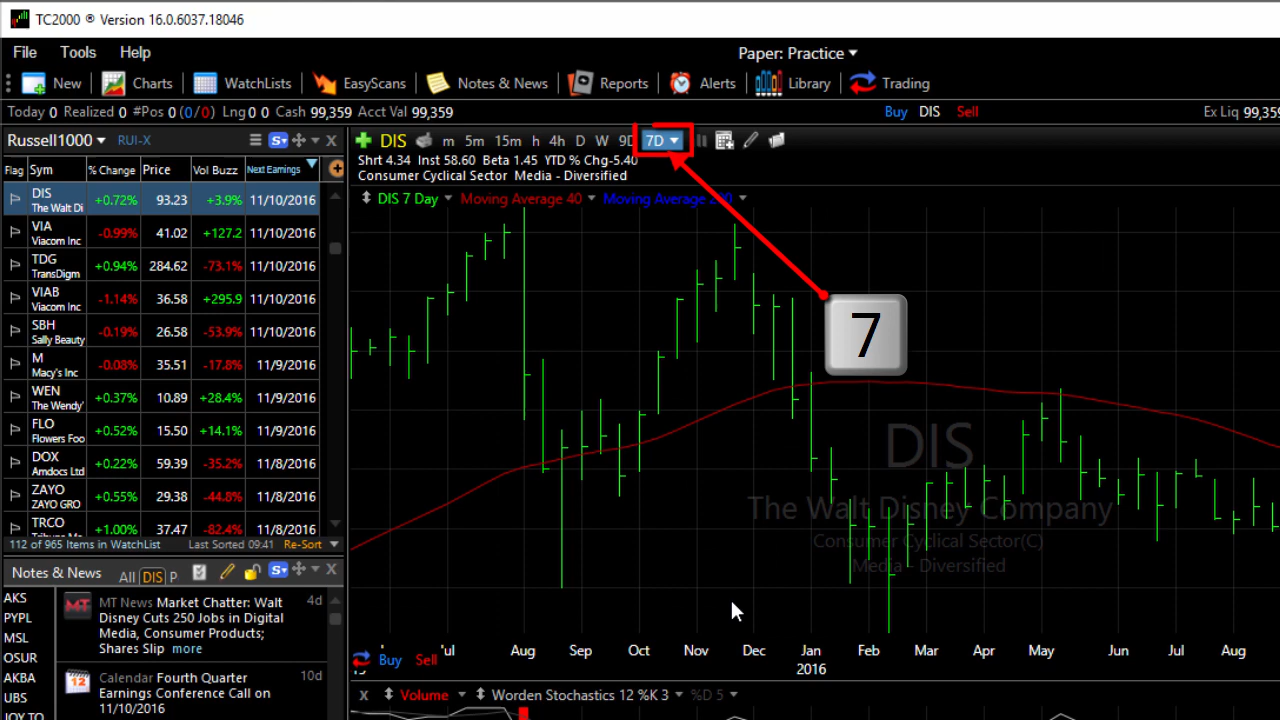 TC2000 ® Version 16.0.6037.18046
File Tools Help Paper: Practice
New Charts WatchLists EasyScans Notes & News Reports Alerts Library Trading
Today 0 Realized 0 #Pos 0 (0/0) Lng 0 0 Cash 99,359 Acct Val 99,359 Buy DIS Sell Ex Liq 99,359
Russell1000 RUI-X
DIS m 5m 15m h 4h D W 9D 7D
Shrt 4.34 Inst 58.60 Beta 1.45 YTD % Chg-5.40
Consumer Cyclical Sector Media - Diversified
Flag Sym % Change Price Vol Buzz Next Earnings
DIS 7 Day Moving Average 40 Moving Average 200
DIS The Walt Di +0.72% 93.23 +3.9% 11/10/2016
VIA Viacom Inc -0.99% 41.02 +127.2 11/10/2016
TDG TransDigm +0.94% 284.62 -73.1% 11/10/2016
VIAB Viacom Inc -1.14% 36.58 +295.9 11/10/2016
SBH Sally Beauty -0.19% 26.58 -53.9% 11/10/2016
M Macy's Inc -0.08% 35.51 -17.8% 11/9/2016
WEN The Wendy' +0.37% 10.89 +28.4% 11/9/2016
FLO Flowers Foo +0.52% 15.50 +14.1% 11/9/2016
DOX Amdocs Ltd +0.22% 59.39 -35.2% 11/8/2016
ZAYO ZAYO GRO +0.55% 29.38 -44.8% 11/8/2016
TRCO +1.00% 37.47 -82.4% 11/8/2016
112 of 965 Items in WatchList Last Sorted 09:41 Re-Sort
7
DIS
The Walt Disney Company
Consumer Cyclical Sector(C)
Media - Diversified
Notes & News All DIS P
AKS
PYPL
MSL
OSUR
AKBA
UBS
JOY TO
MT News Market Chatter: Walt 4d
Disney Cuts 250 Jobs in Digital
Media, Consumer Products;
Shares Slip more
Calendar Fourth Quarter 10d
Earnings Conference Call on
11/10/2016
Aug Sep Oct Nov Dec Jan Feb Mar Apr May Jun Jul Aug
2016
Buy Sell
x Volume Worden Stochastics 12 %K 3 %D 5